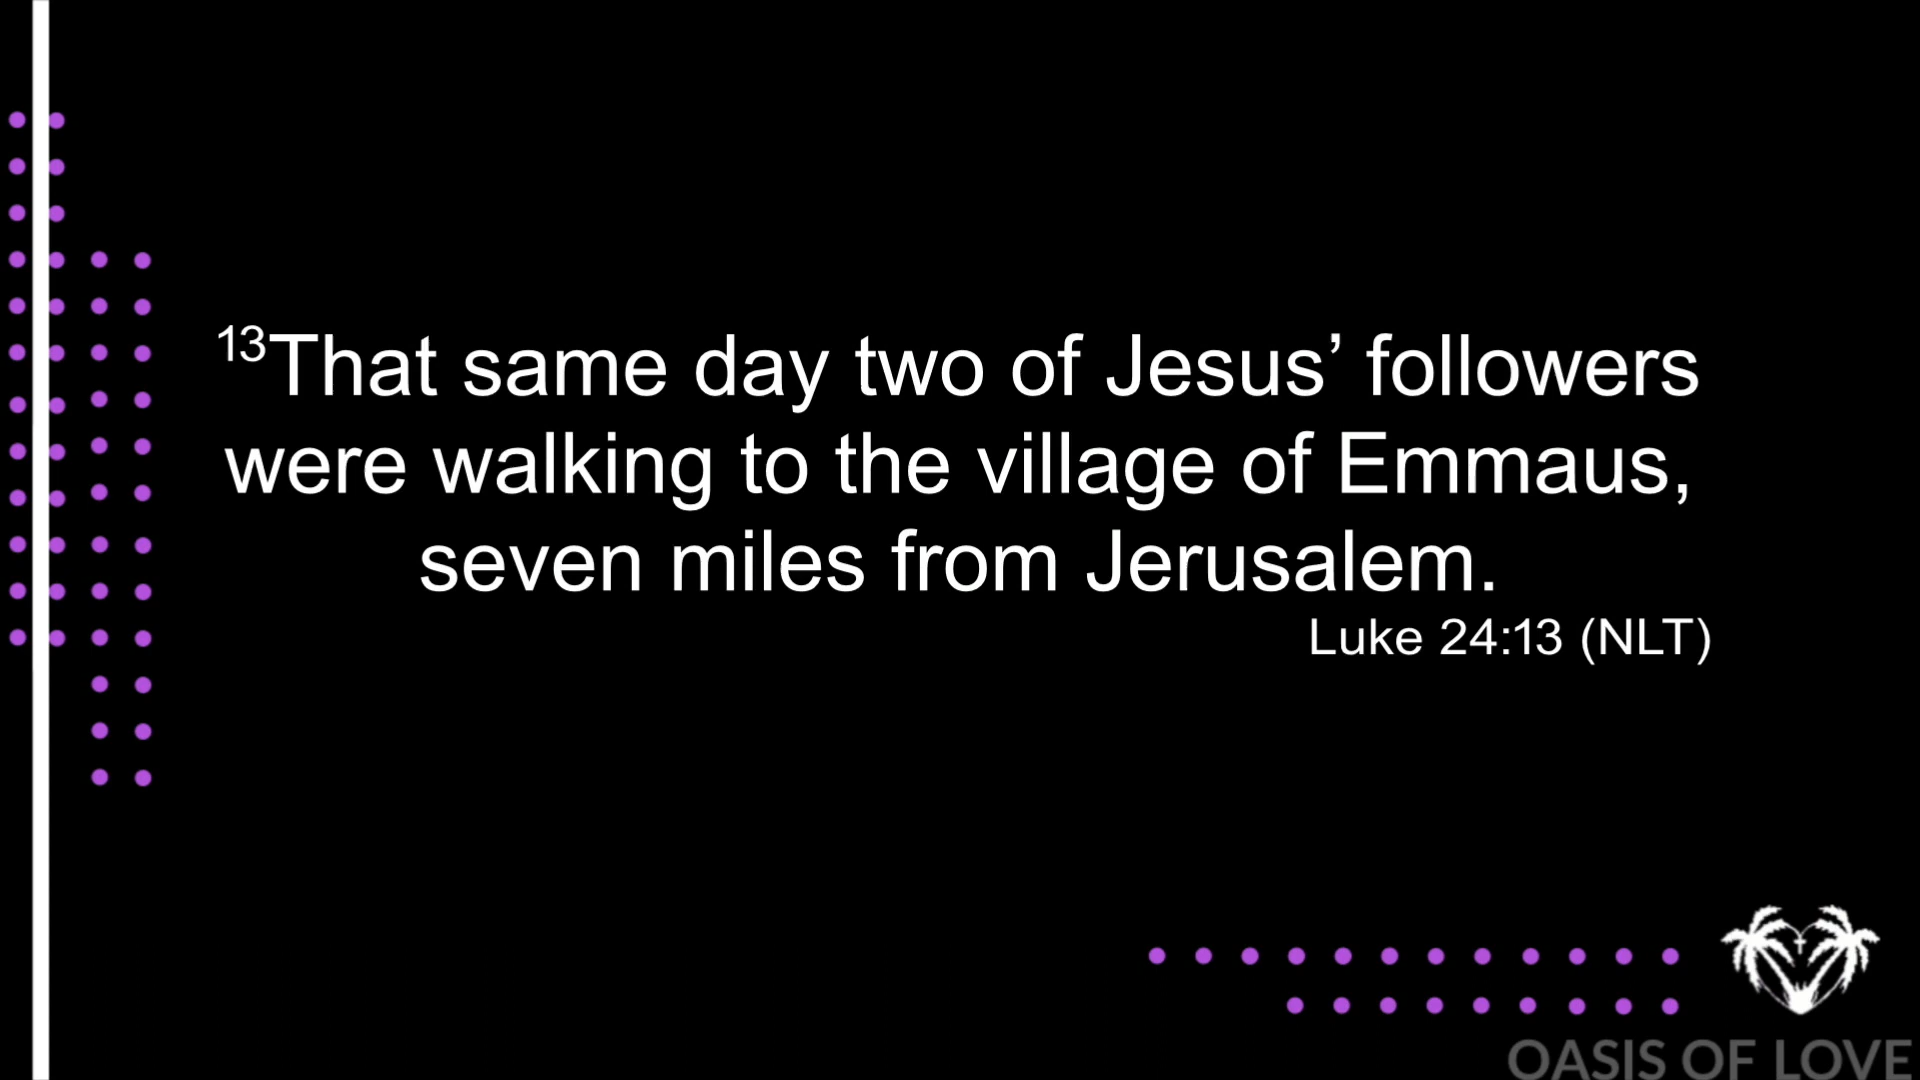 13That same day two of Jesus’ followers
were walking to the village of Emmaus,
seven miles from Jerusalem.
Luke 24:13 (NLT)
OASIS OF LOVE